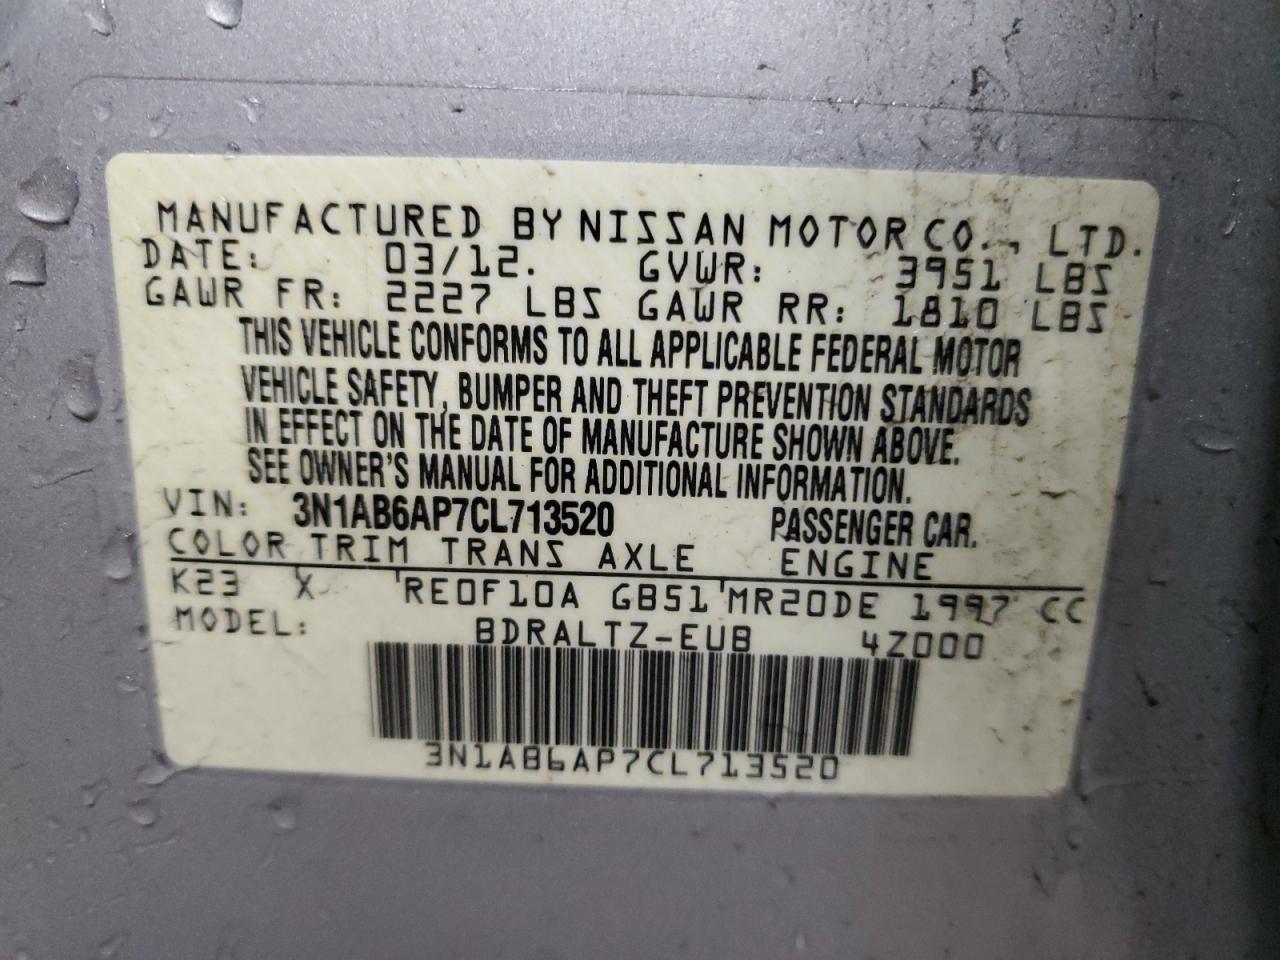 MANUFACTURED BY NISSAN MOTOR CO., LTD.
DATE: 03/12. GVWR: 3951 LBS
GAWR FR: 2227 LBS GAWR RR: 1810 LBS
THIS VEHICLE CONFORMS TO ALL APPLICABLE FEDERAL MOTOR
VEHICLE SAFETY, BUMPER AND THEFT PREVENTION STANDARDS
IN EFFECT ON THE DATE OF MANUFACTURE SHOWN ABOVE.
SEE OWNER'S MANUAL FOR ADDITIONAL INFORMATION.
VIN: 3N1AB6AP7CL713520 PASSENGER CAR.
COLOR TRIM TRANS AXLE ENGINE
K23 X RE0F10A GB51 MR20DE 1997 CC
MODEL: BDRALTZ-EUB 4Z000
3N1AB6AP7CL713520